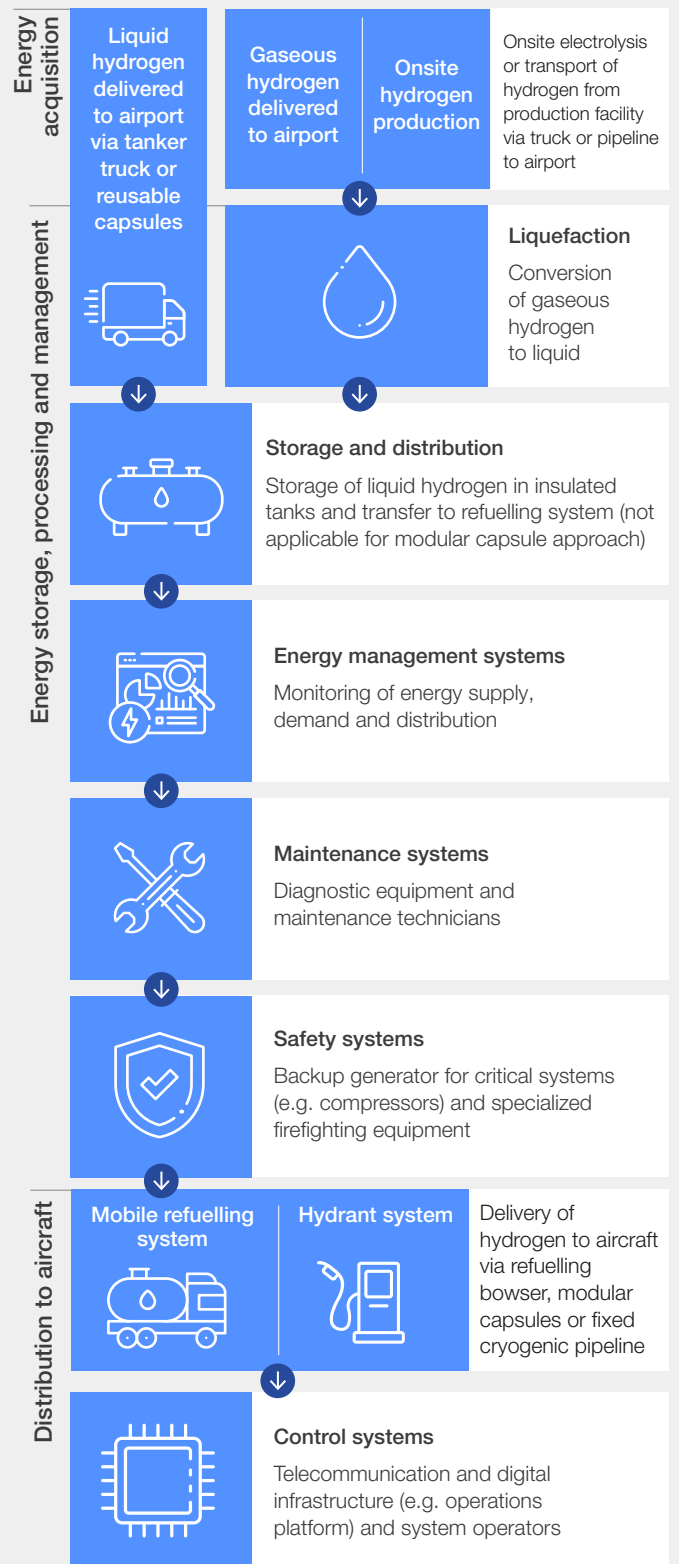 Energy
acquisition
Liquid
hydrogen
delivered
to airport
via tanker
truck or
reusable
capsules
Gaseous
hydrogen
delivered
to airport
Onsite
hydrogen
production
Onsite electrolysis
or transport of
hydrogen from
production facility
via truck or pipeline
to airport
Energy storage, processing and management
Liquefaction
Conversion
of gaseous
hydrogen
to liquid
Storage and distribution
Storage of liquid hydrogen in insulated
tanks and transfer to refuelling system (not
applicable for modular capsule approach)
Energy management systems
Monitoring of energy supply,
demand and distribution
Maintenance systems
Diagnostic equipment and
maintenance technicians
Safety systems
Backup generator for critical systems
(e.g. compressors) and specialized
firefighting equipment
Distribution to aircraft
Mobile refuelling
system
Hydrant system
Delivery of
hydrogen to aircraft
via refuelling
bowser, modular
capsules or fixed
cryogenic pipeline
Control systems
Telecommunication and digital
infrastructure (e.g. operations
platform) and system operators